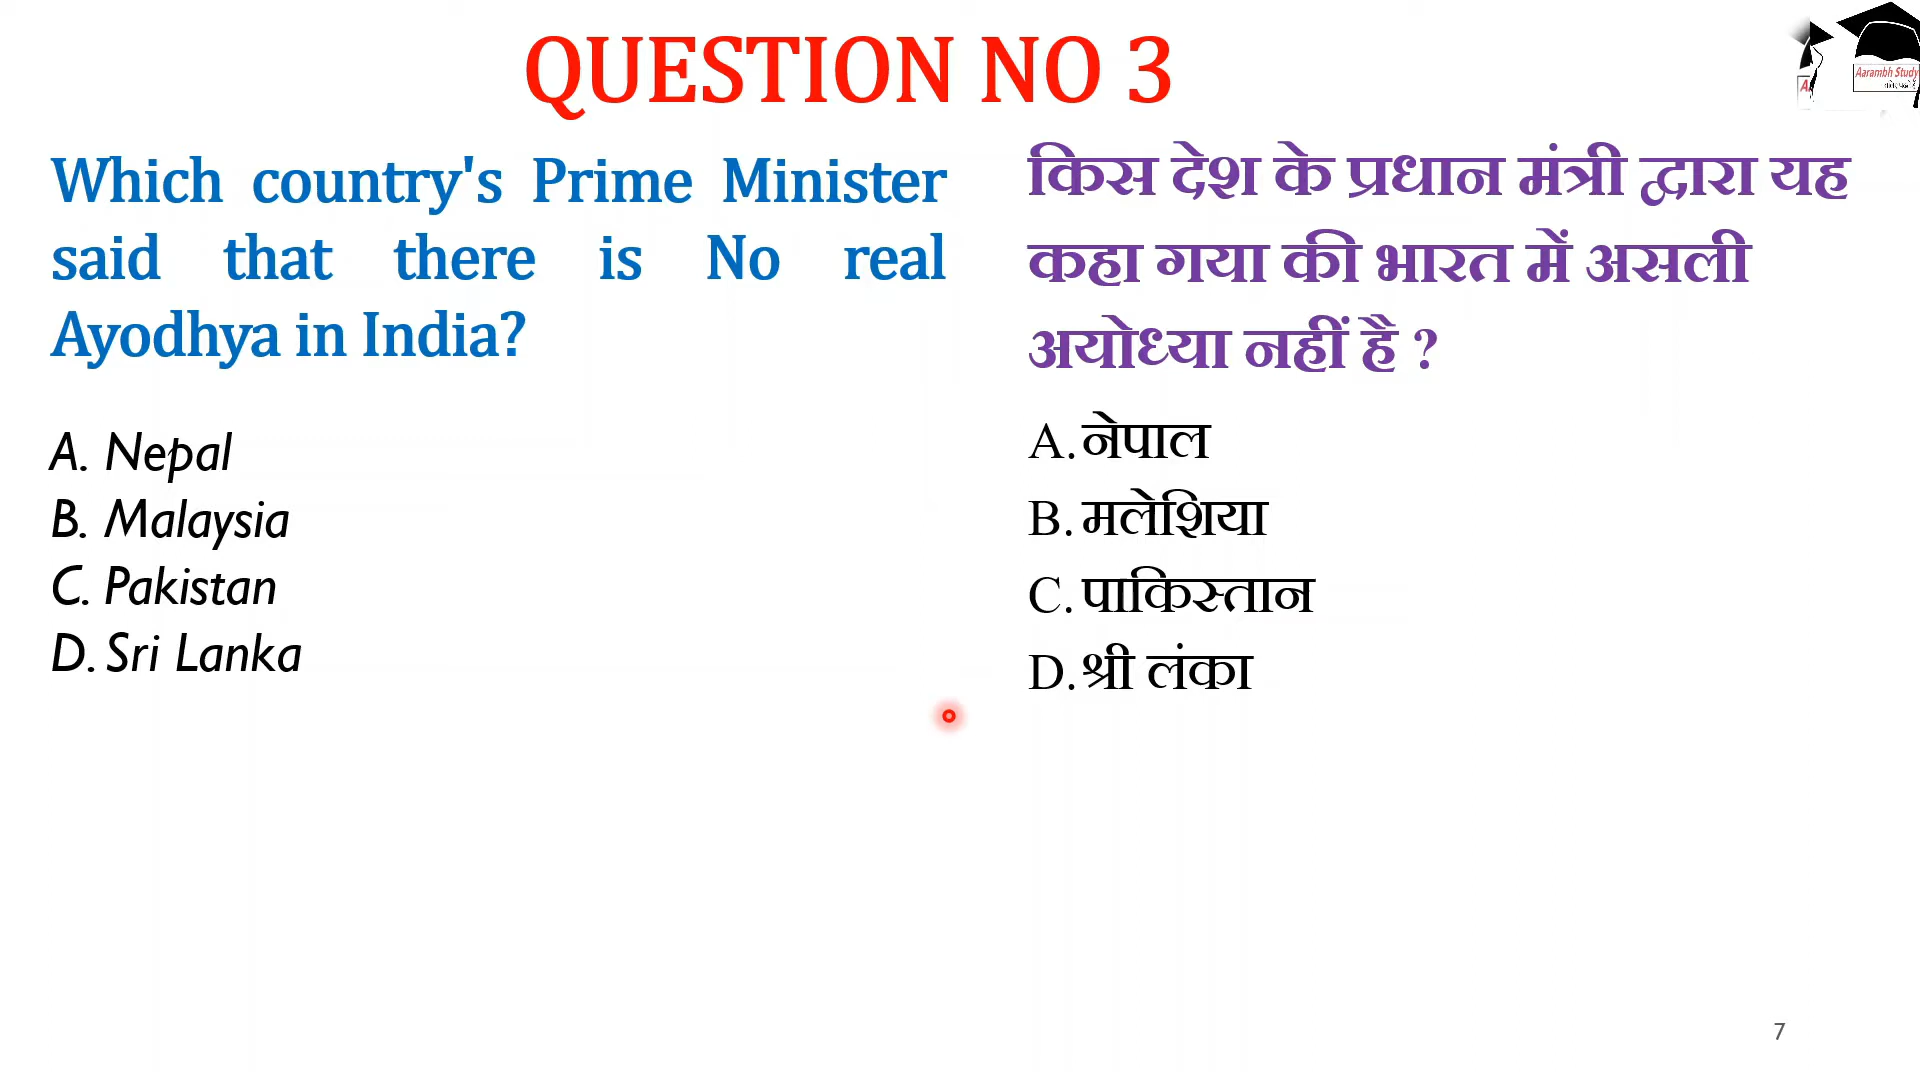 QUESTION NO 3
Aarambh Study
Which country's Prime Minister
said that there is No real
Ayodhya in India?
A. Nepal
B. Malaysia
C. Pakistan
D. Sri Lanka
किस देश के प्रधान मंत्री द्वारा यह
कहा गया की भारत में असली
अयोध्या नहीं है ?
A. नेपाल
B. मलेशिया
C. पाकिस्तान
D. श्री लंका
7